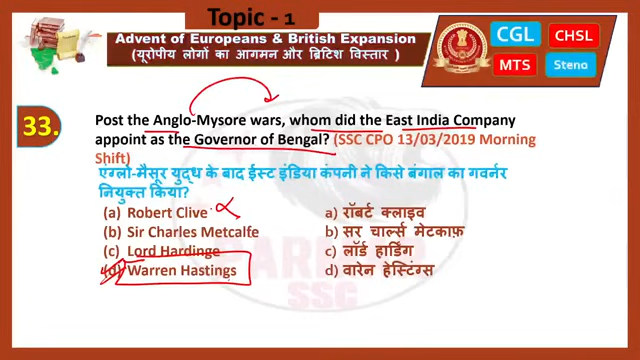 Topic - 1
Advent of Europeans & British Expansion
(यूरोपीय लोगों का आगमन और ब्रिटिश विस्तार )
CGL CHSL
MTS Steno
33.
Post the Anglo-Mysore wars, whom did the East India Company
appoint as the Governor of Bengal? (SSC CPO 13/03/2019 Morning
Shift)
एंग्लो-मैसूर युद्ध के बाद ईस्ट इंडिया कंपनी ने किसे बंगाल का गवर्नर
नियुक्त किया?
(a) Robert Clive a) रॉबर्ट क्लाइव
(b) Sir Charles Metcalfe b) सर चार्ल्स मेटकाफ़
(c) Lord Hardinge c) लॉर्ड हार्डिंग
(d) Warren Hastings d) वारेन हेस्टिंग्स
SSC